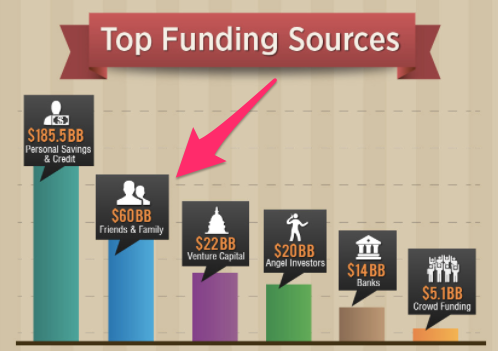 Top Funding Sources
$185.5BB
Personal Savings
& Credit
$60BB
Friends & Family
$22BB
Venture Capital
$20BB
Angel Investors
$14BB
Banks
$5.1BB
Crowd Funding